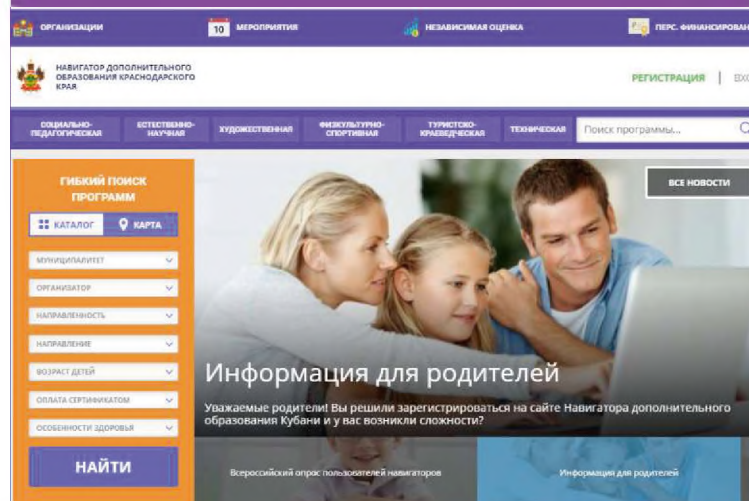 ОРГАНИЗАЦИИ
10 МЕРОПРИЯТИЯ
НЕЗАВИСИМАЯ ОЦЕНКА
ПЕРС. ФИНАНСИРОВАН
НАВИГАТОР ДОПОЛНИТЕЛЬНОГО
ОБРАЗОВАНИЯ КРАСНОДАРСКОГО
КРАЯ
РЕГИСТРАЦИЯ | ВХО
СОЦИАЛЬНО-
ПЕДАГОГИЧЕСКАЯ
ЕСТЕСТВЕННО-
НАУЧНАЯ
ХУДОЖЕСТВЕННАЯ
ФИЗКУЛЬТУРНО-
СПОРТИВНАЯ
ТУРИСТСКО-
КРАЕВЕДЧЕСКАЯ
ТЕХНИЧЕСКАЯ
Поиск программы...
ГИБКИЙ ПОИСК
ПРОГРАММ
КАТАЛОГ
КАРТА
МУНИЦИПАЛИТЕТ
ОРГАНИЗАТОР
НАПРАВЛЕННОСТЬ
НАПРАВЛЕНИЕ
ВОЗРАСТ ДЕТЕЙ
ОПЛАТА СЕРТИФИКАТОМ
ОСОБЕННОСТИ ЗДОРОВЬЯ
НАЙТИ
ВСЕ НОВОСТИ
Информация для родителей
Уважаемые родители! Вы решили зарегистрироваться на сайте Навигатора дополнительного
образования Кубани и у вас возникли сложности?
Всероссийский опрос пользователей навигаторов
Информация для родителей